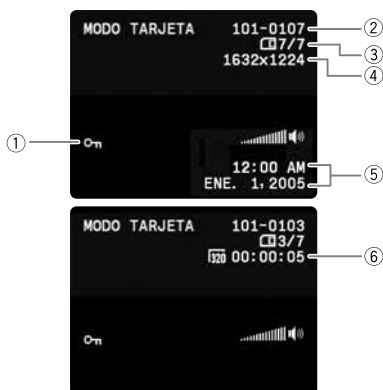 MODO TARJETA 101-0107 ②
7/7 ③
1632x1224 ④
①
12:00 AM ⑤
ENE. 1, 2005
MODO TARJETA 101-0103
3/7
320 00:00:05 ⑥